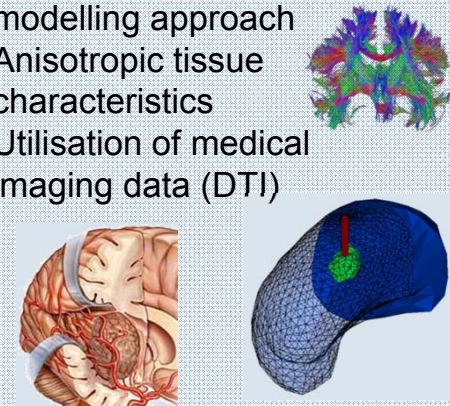 modelling approach
Anisotropic tissue
characteristics
Utilisation of medical
imaging data (DTI)